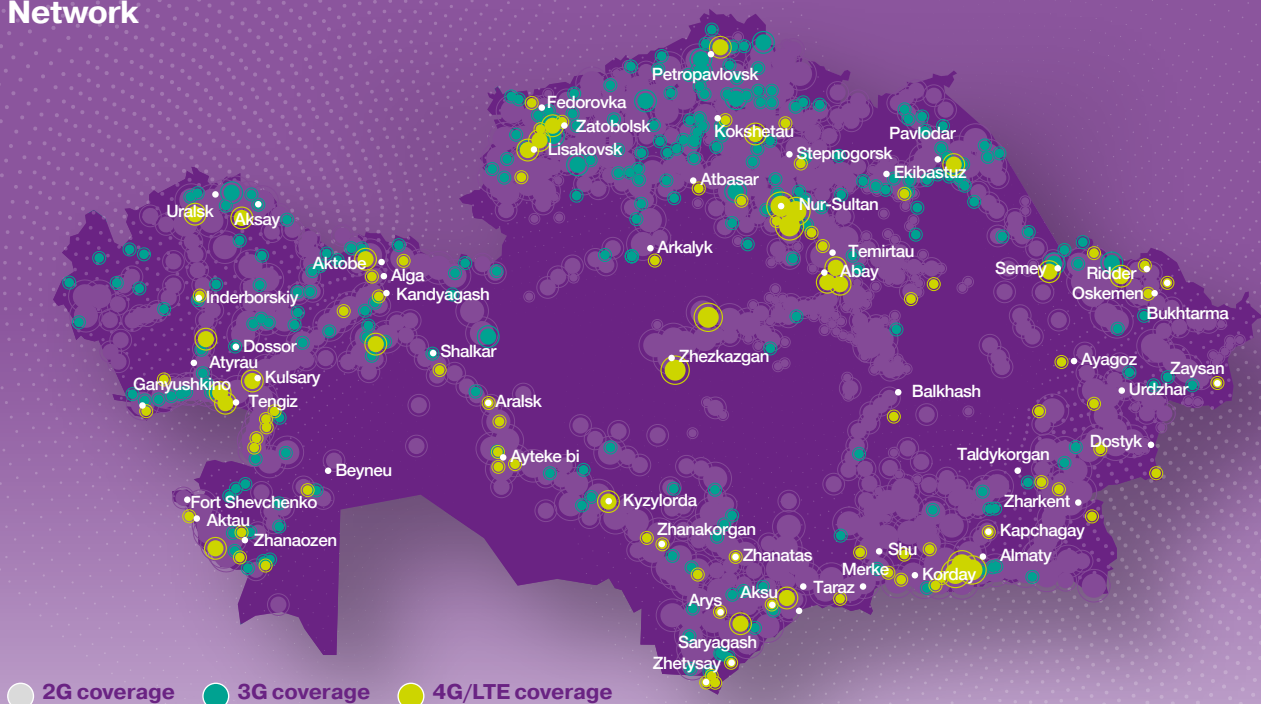 Network
Petropavlovsk
Fedorovka
Zatobolsk
Kokshetau
Pavlodar
Lisakovsk
Stepnogorsk
Ekibastuz
Atbasar
Nur-Sultan
Uralsk
Aksay
Arkalyk
Temirtau
Aktobe
Abay
Semey
Ridder
Alga
Kandyagash
Inderborskiy
Oskemen
Bukhtarma
Dossor
Shalkar
Zhezkazgan
Atyrau
Ayagoz
Zaysan
Ganyushkino
Kulsary
Balkhash
Urdzhar
Tengiz
Aralsk
Dostyk
Ayteke bi
Taldykorgan
Beyneu
Fort Shevchenko
Kyzylorda
Zharkent
Aktau
Zhanakorgan
Kapchagay
Zhanaozen
Zhanatas
Shu
Almaty
Merke
Korday
Taraz
Aksu
Arys
Saryagash
Zhetysay
2G coverage
3G coverage
4G/LTE coverage